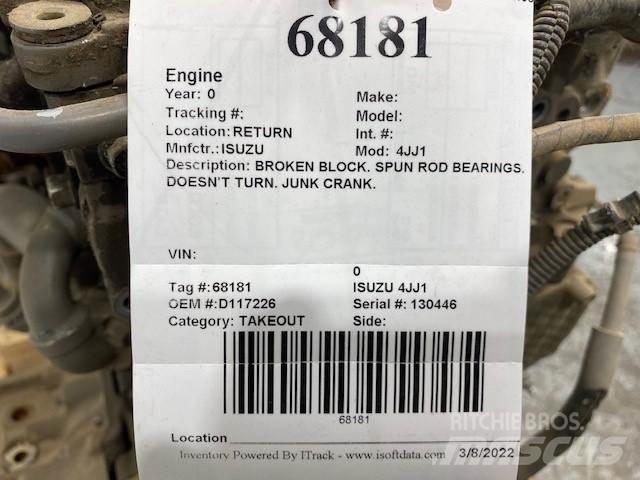 68181
Engine
Year: 0 Make:
Tracking #: Model:
Location: RETURN Int. #:
Mnfctr.: ISUZU Mod: 4JJ1
Description: BROKEN BLOCK. SPUN ROD BEARINGS.
DOESN'T TURN. JUNK CRANK.
VIN:
0
Tag #:68181 ISUZU 4JJ1
OEM #:D117226 Serial #: 130446
Category: TAKEOUT Side:
68181
Location
Inventory Powered By ITrack - www.isoftdata.com 3/8/2022
RITCHIE BROS.
MASCUS